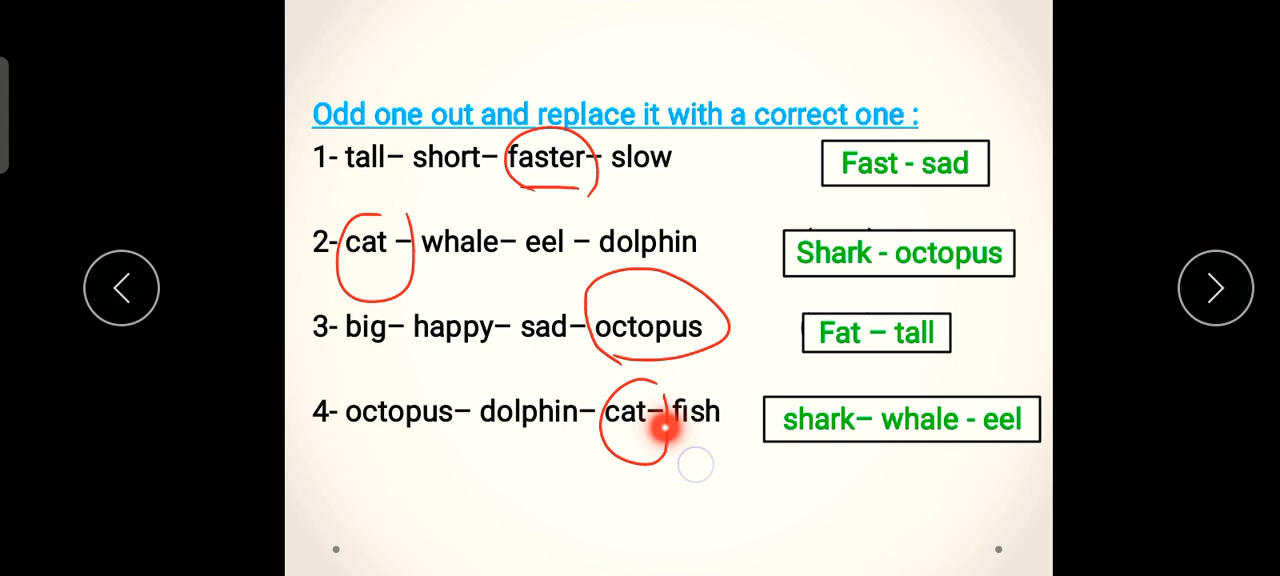 Odd one out and replace it with a correct one :
1- tall– short– faster– slow
Fast - sad
2- cat – whale– eel – dolphin
Shark - octopus
3- big– happy– sad– octopus
Fat – tall
4- octopus– dolphin– cat– fish
shark– whale - eel